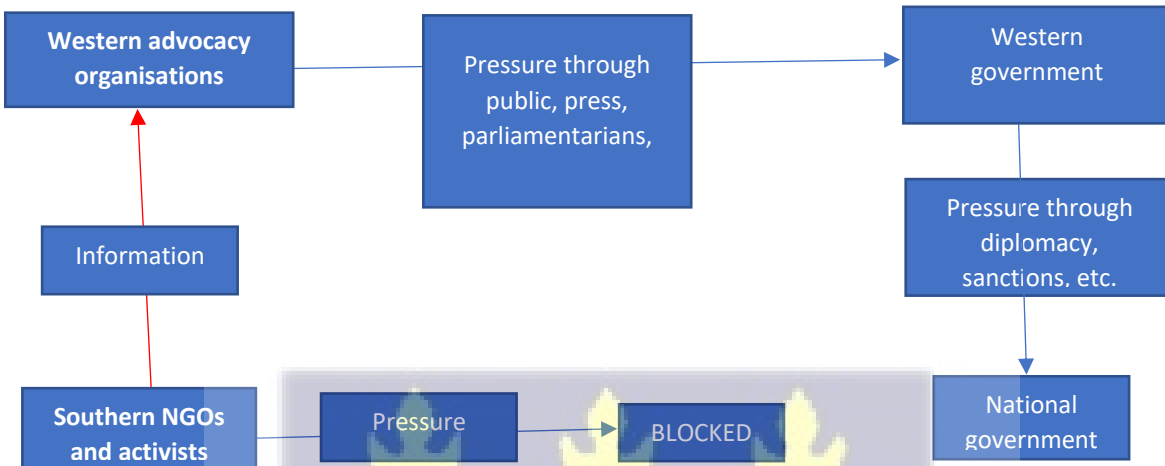 Western advocacy
organisations
Pressure through
public, press,
parliamentarians,
Western
government
Information
Pressure through
diplomacy,
sanctions, etc.
Southern NGOs
and activists
Pressure
BLOCKED
National
government